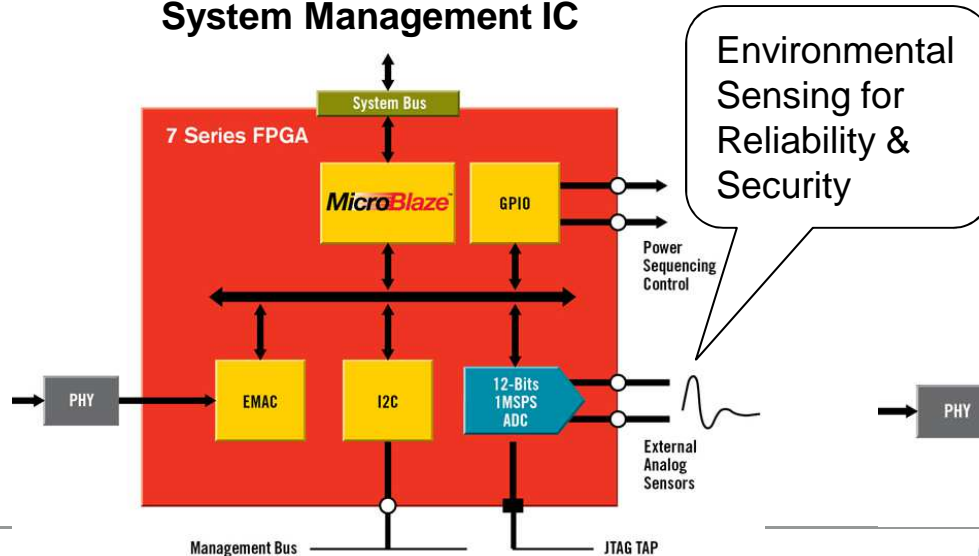 System Management IC
Environmental
Sensing for
Reliability &
Security
System Bus
7 Series FPGA
MicroBlaze™
GPIO
Power
Sequencing
Control
PHY
EMAC
I2C
12-Bits
1MSPS
ADC
PHY
External
Analog
Sensors
Management Bus
JTAG TAP